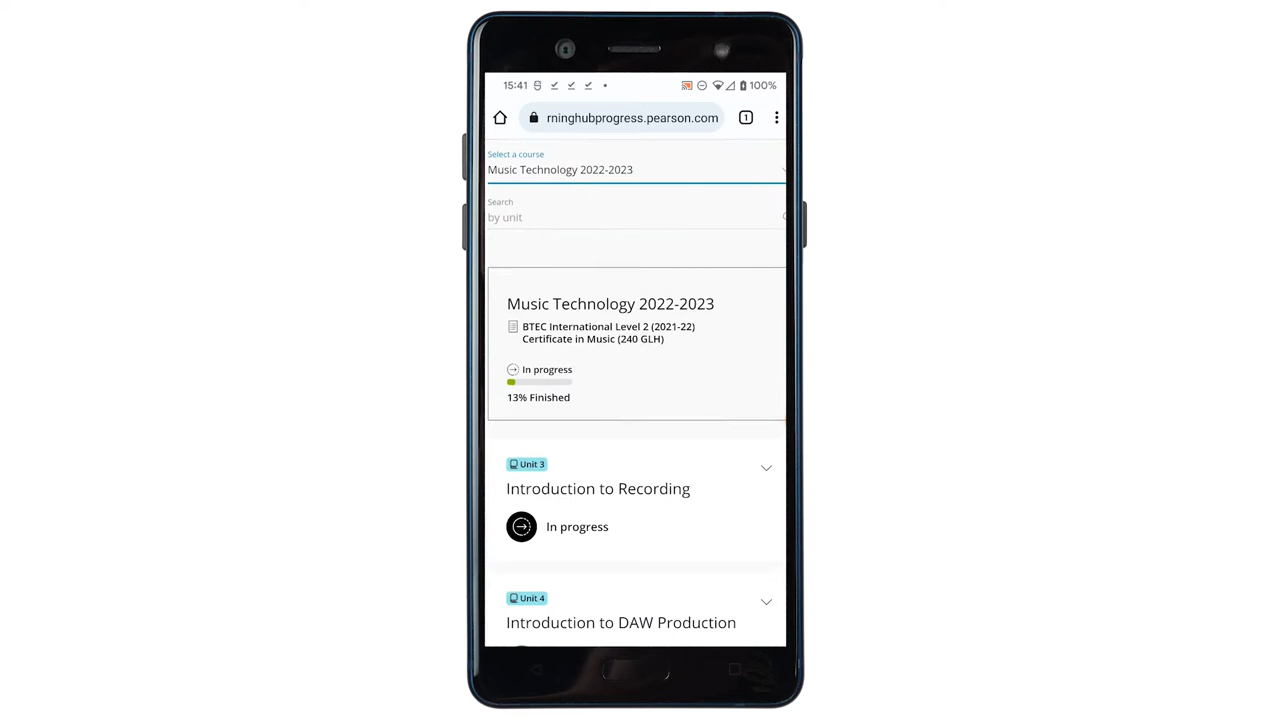 15:41
100%
rninghubprogress.pearson.com
1
Select a course
Music Technology 2022-2023
Search
by unit
Music Technology 2022-2023
BTEC International Level 2 (2021-22)
Certificate in Music (240 GLH)
In progress
13% Finished
Unit 3
Introduction to Recording
In progress
Unit 4
Introduction to DAW Production